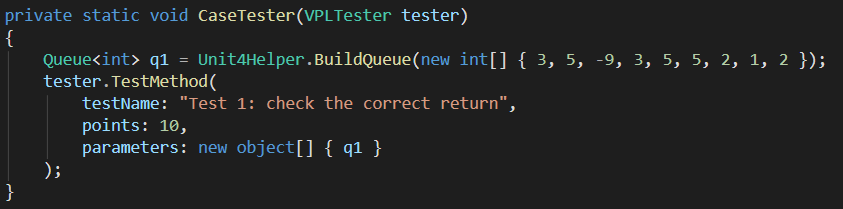 private static void CaseTester(VPLTester tester)
{
    Queue<int> q1 = Unit4Helper.BuildQueue(new int[] { 3, 5, -9, 3, 5, 5, 2, 1, 2 });
    tester.TestMethod(
        testName: "Test 1: check the correct return",
        points: 10,
        parameters: new object[] { q1 }
    );
}